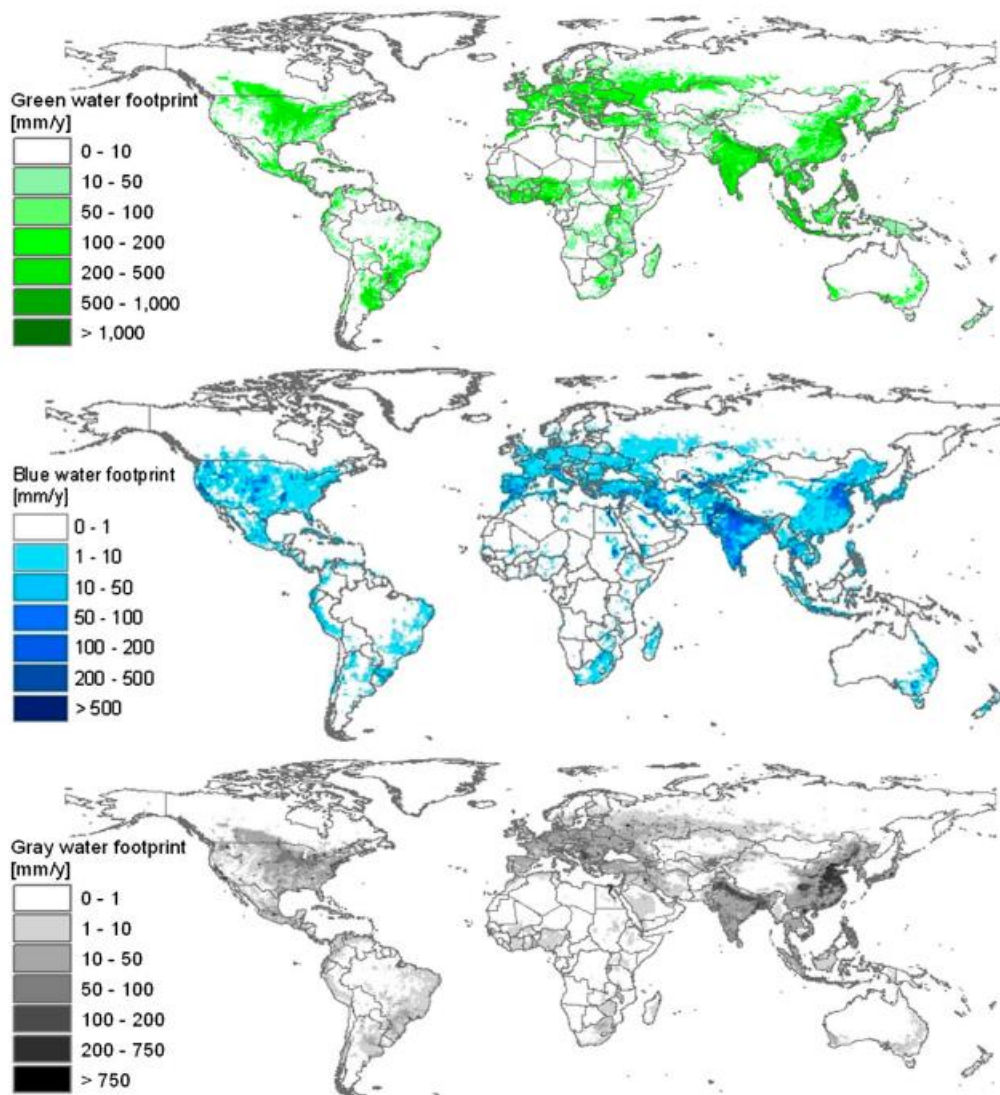 Green water footprint
[mm/y]
0 - 10
10 - 50
50 - 100
100 - 200
200 - 500
500 - 1,000
> 1,000
Blue water footprint
[mm/y]
0 - 1
1 - 10
10 - 50
50 - 100
100 - 200
200 - 500
> 500
Gray water footprint
[mm/y]
0 - 1
1 - 10
10 - 50
50 - 100
100 - 200
200 - 750
> 750